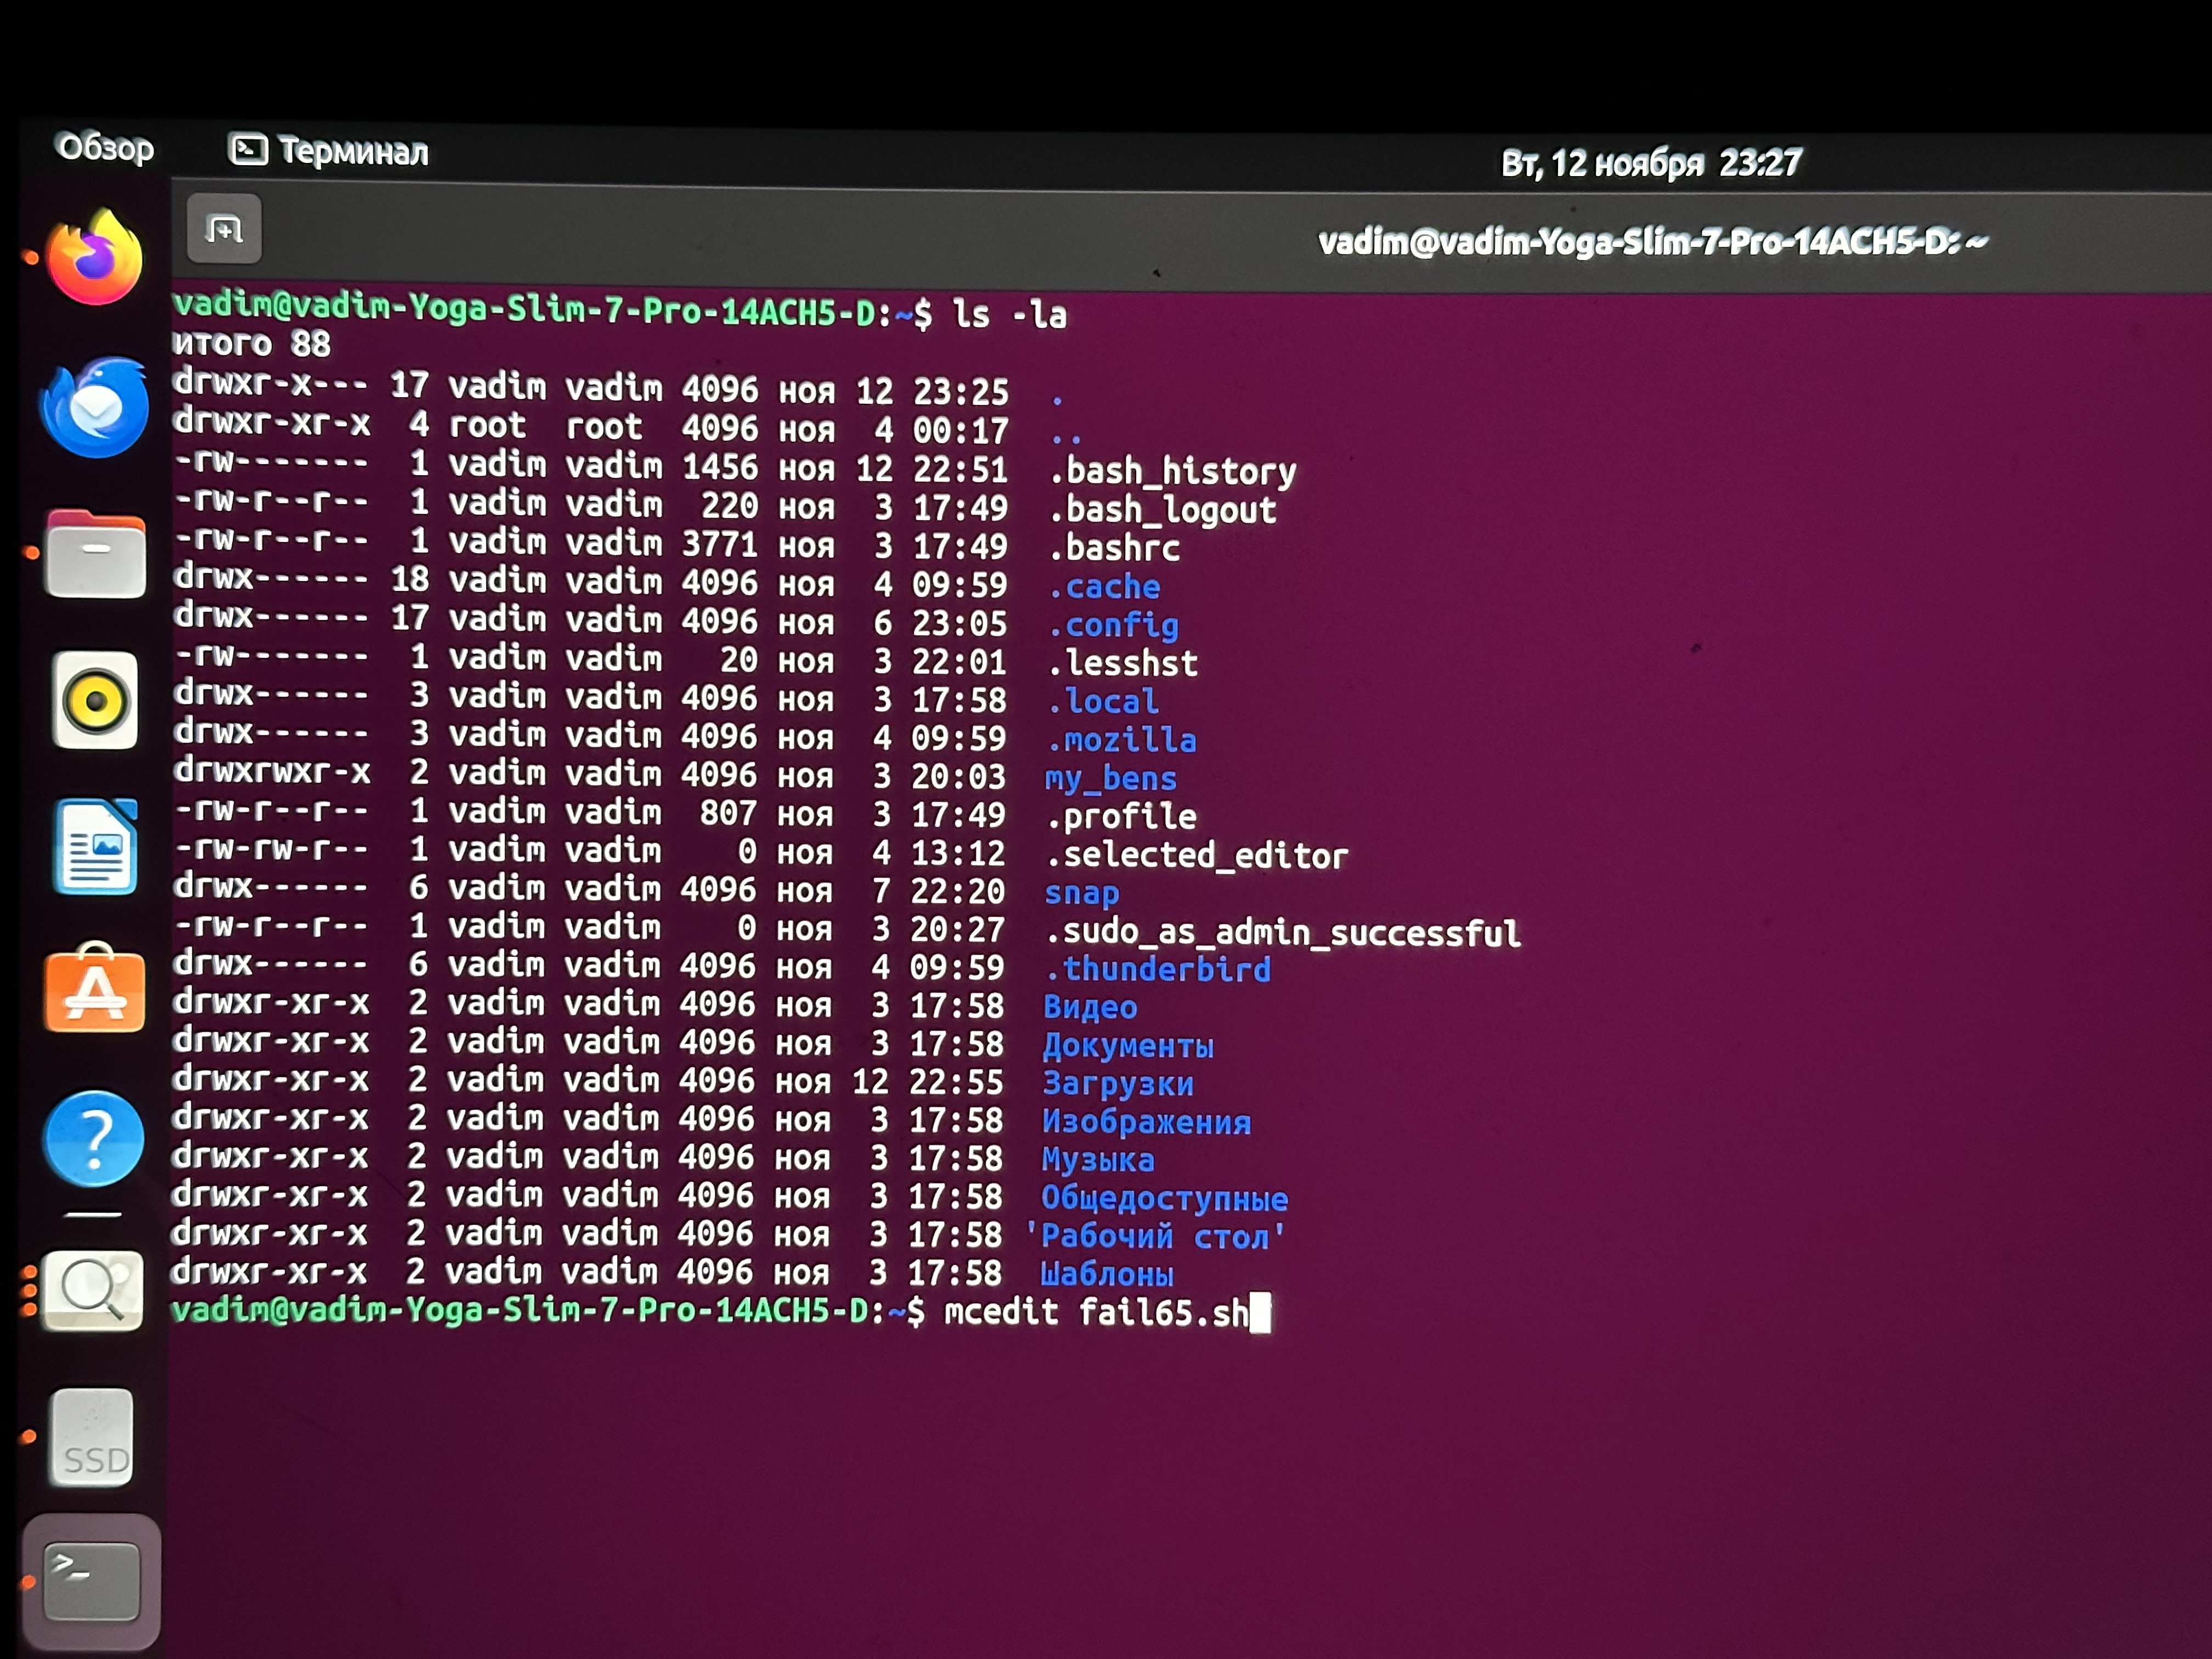 Обзор
Терминал
Вт, 12 ноября 23:27
vadim@vadim-Yoga-Slim-7-Pro-14ACH5-D: ~
vadim@vadim-Yoga-Slim-7-Pro-14ACH5-D:~$ ls -la
итого 88
drwxr-x--- 17 vadim vadim 4096 ноя 12 23:25 .
drwxr-xr-x 4 root root 4096 ноя 4 00:17 ..
-rw------- 1 vadim vadim 1456 ноя 12 22:51 .bash_history
-rw-r--r-- 1 vadim vadim 220 ноя 3 17:49 .bash_logout
-rw-r--r-- 1 vadim vadim 3771 ноя 3 17:49 .bashrc
drwx------ 18 vadim vadim 4096 ноя 4 09:59 .cache
drwx------ 17 vadim vadim 4096 ноя 6 23:05 .config
-rw------- 1 vadim vadim 20 ноя 3 22:01 .lesshst
drwx------ 3 vadim vadim 4096 ноя 3 17:58 .local
drwx------ 3 vadim vadim 4096 ноя 4 09:59 .mozilla
drwxrwxr-x 2 vadim vadim 4096 ноя 3 20:03 my_bens
-rw-r--r-- 1 vadim vadim 807 ноя 3 17:49 .profile
-rw-rw-r-- 1 vadim vadim 0 ноя 4 13:12 .selected_editor
drwx------ 6 vadim vadim 4096 ноя 7 22:20 snap
-rw-r--r-- 1 vadim vadim 0 ноя 3 20:27 .sudo_as_admin_successful
drwx------ 6 vadim vadim 4096 ноя 4 09:59 .thunderbird
drwxr-xr-x 2 vadim vadim 4096 ноя 3 17:58 Видео
drwxr-xr-x 2 vadim vadim 4096 ноя 3 17:58 Документы
drwxr-xr-x 2 vadim vadim 4096 ноя 12 22:55 Загрузки
drwxr-xr-x 2 vadim vadim 4096 ноя 3 17:58 Изображения
drwxr-xr-x 2 vadim vadim 4096 ноя 3 17:58 Музыка
drwxr-xr-x 2 vadim vadim 4096 ноя 3 17:58 Общедоступные
drwxr-xr-x 2 vadim vadim 4096 ноя 3 17:58 'Рабочий стол'
drwxr-xr-x 2 vadim vadim 4096 ноя 3 17:58 Шаблоны
vadim@vadim-Yoga-Slim-7-Pro-14ACH5-D:~$ mcedit fail65.sh
SSD